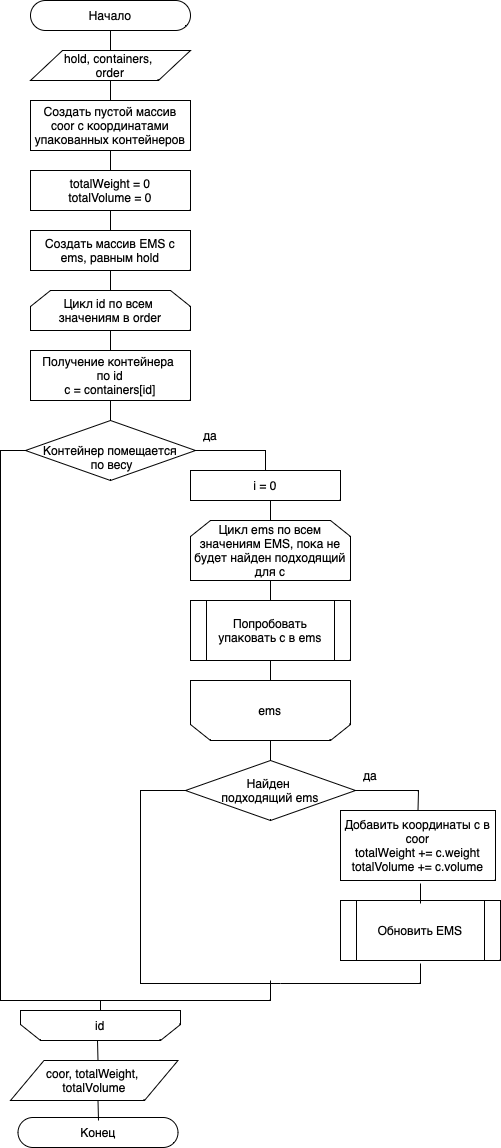 Начало
hold, containers,
order
Создать пустой массив
coor с координатами
упакованных контейнеров
totalWeight = 0
totalVolume = 0
Создать массив EMS с
ems, равным hold
Цикл id по всем
значениям в order
Получение контейнера
по id
c = containers[id]
Контейнер помещается
по весу
да
i = 0
Цикл ems по всем
значениям EMS, пока не
будет найден подходящий
для c
Попробовать
упаковать c в ems
ems
Найден
подходящий ems
да
Добавить координаты c в
coor
totalWeight += c.weight
totalVolume += c.volume
Обновить EMS
id
coor, totalWeight,
totalVolume
Конец